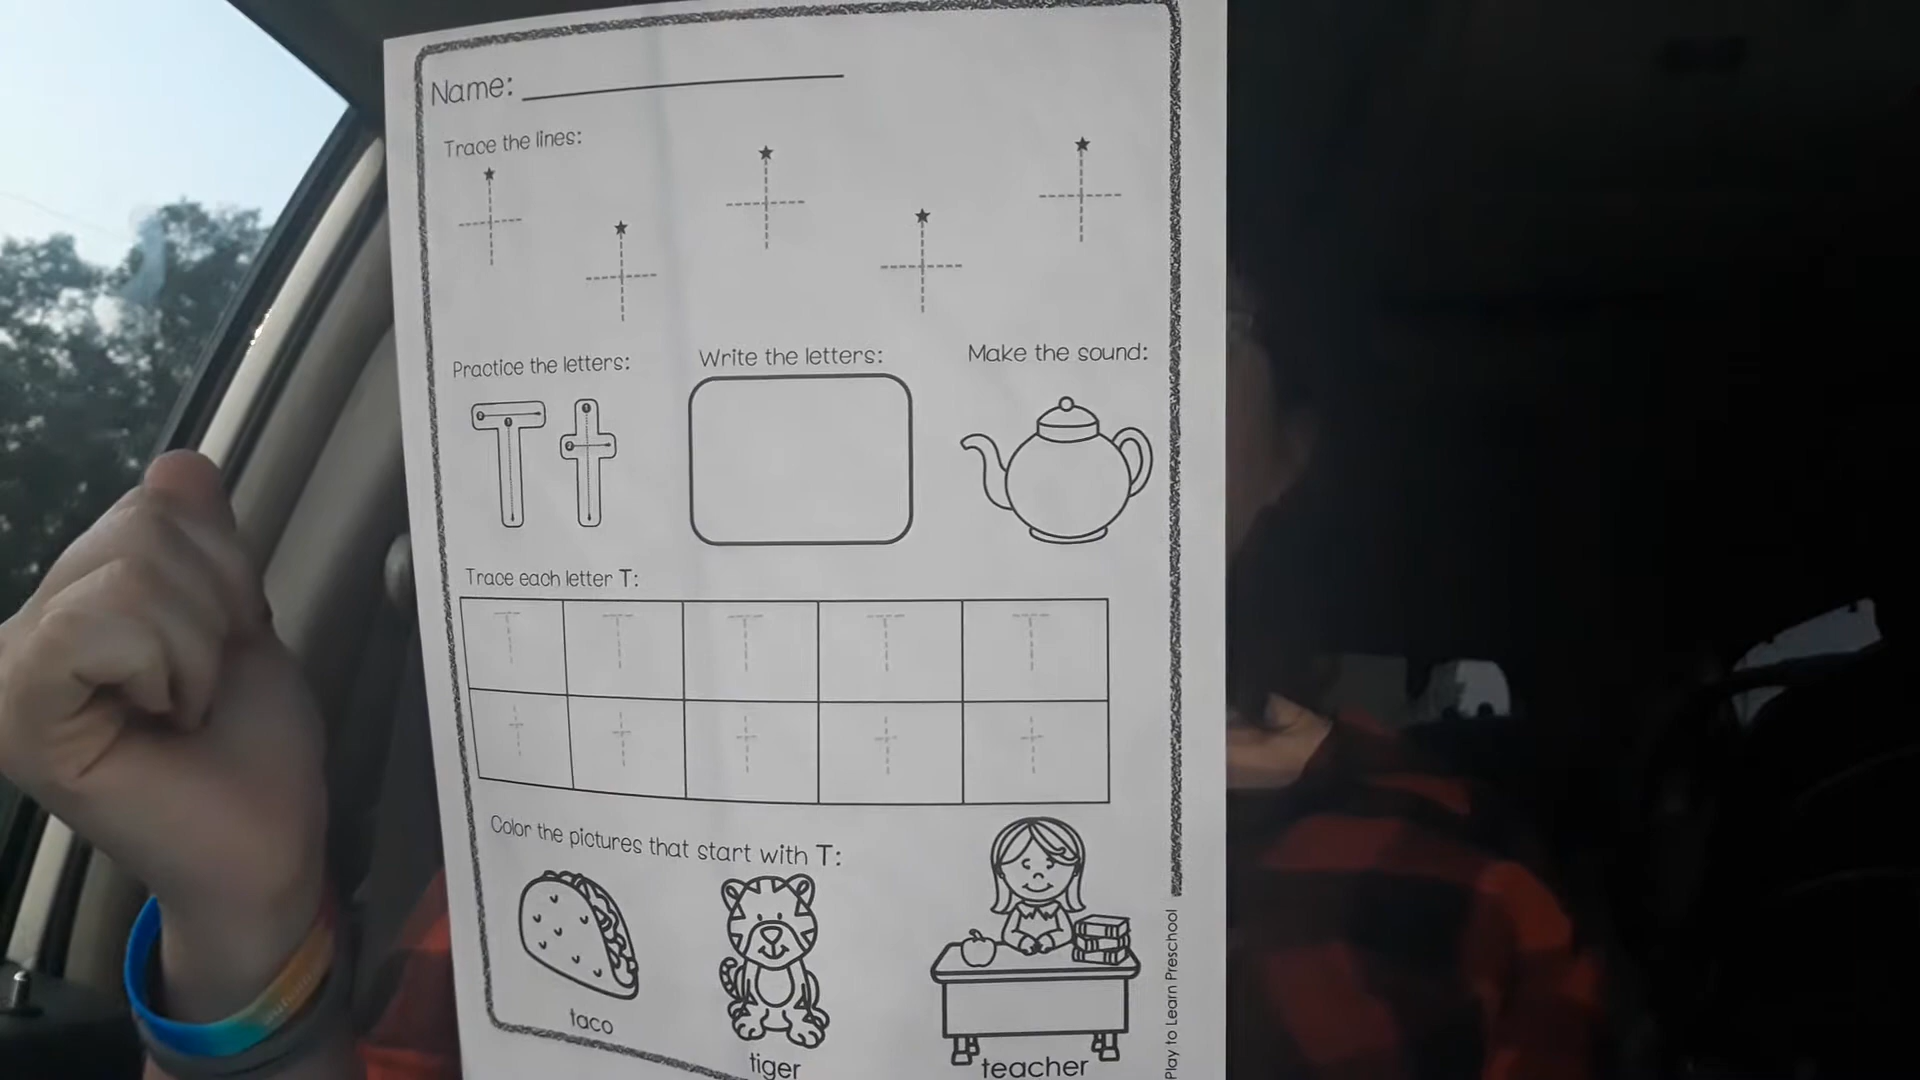 Name:
Trace the lines:
Practice the letters:
Write the letters:
Make the sound:
T t
Trace each letter T:
T T T T T
t t t t t
Color the pictures that start with T:
taco
tiger
teacher
Play to Learn Preschool